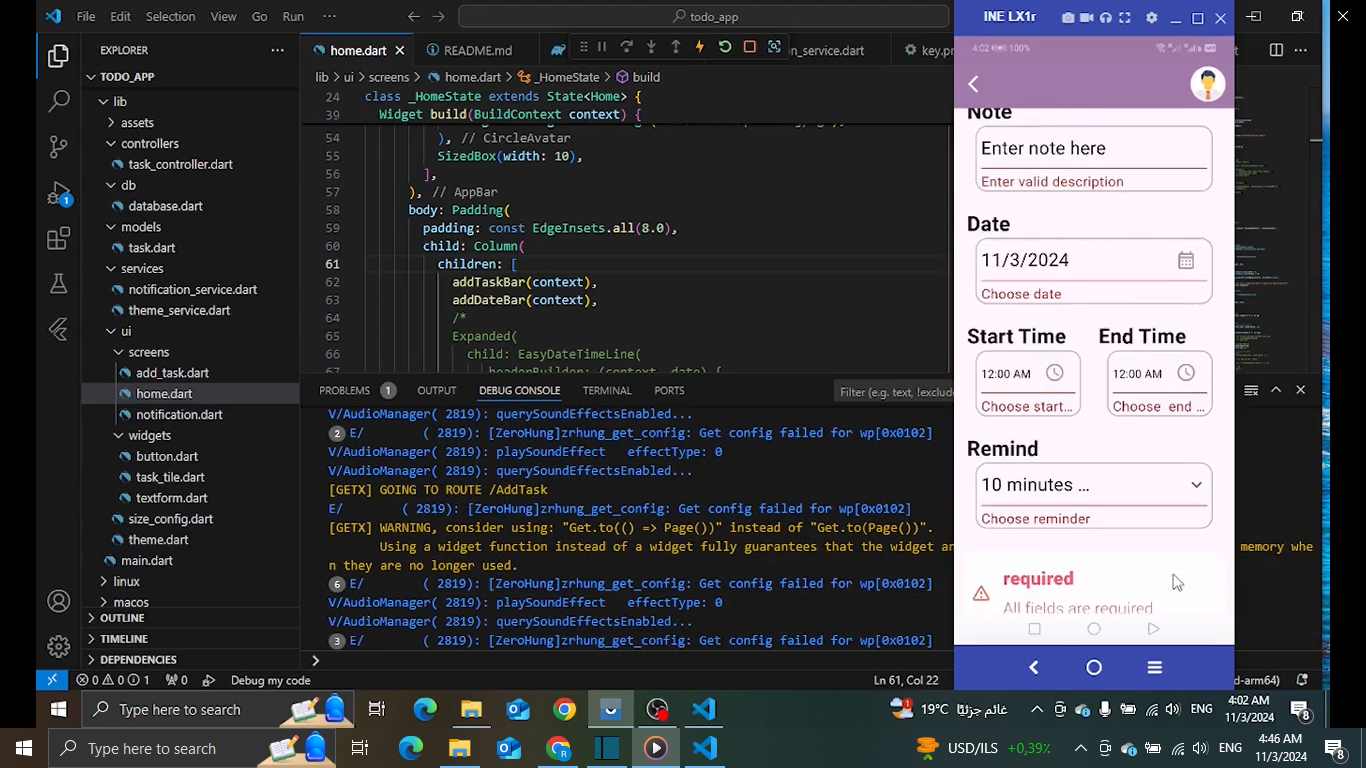 File Edit Selection View Go Run ··· todo_app
INE LX1r
EXPLORER ···
home.dart README.md n_service.dart key.pr
TODO_APP
lib
assets
controllers
task_controller.dart
db
database.dart
models
task.dart
services
notification_service.dart
theme_service.dart
ui
screens
add_task.dart
home.dart
notification.dart
widgets
button.dart
task_tile.dart
textform.dart
size_config.dart
theme.dart
main.dart
linux
macos
OUTLINE
TIMELINE
DEPENDENCIES
1
lib > ui > screens > home.dart > _HomeState > build
24 class _HomeState extends State<Home> {
39 Widget build(BuildContext context) {
54 ), // CircleAvatar
55 SizedBox(width: 10),
56 ],
57 ), // AppBar
58 body: Padding(
59 padding: const EdgeInsets.all(8.0),
60 child: Column(
61 children: [
62 addTaskBar(context),
63 addDateBar(context),
64 /*
65 Expanded(
66 child: EasyDateTimeLine(
PROBLEMS 1 OUTPUT DEBUG CONSOLE TERMINAL PORTS Filter (e.g. text, !exclude
V/AudioManager( 2819): querySoundEffectsEnabled...
2 E/ ( 2819): [ZeroHung]zrhung_get_config: Get config failed for wp[0x0102]
V/AudioManager( 2819): playSoundEffect effectType: 0
V/AudioManager( 2819): querySoundEffectsEnabled...
[GETX] GOING TO ROUTE /AddTask
E/ ( 2819): [ZeroHung]zrhung_get_config: Get config failed for wp[0x0102]
[GETX] WARNING, consider using: "Get.to(() => Page())" instead of "Get.to(Page())".
Using a widget function instead of a widget fully guarantees that the widget an memory whe
n they are no longer used.
6 E/ ( 2819): [ZeroHung]zrhung_get_config: Get config failed for wp[0x0102]
V/AudioManager( 2819): playSoundEffect effectType: 0
V/AudioManager( 2819): querySoundEffectsEnabled...
3 E/ ( 2819): [ZeroHung]zrhung_get_config: Get config failed for wp[0x0102]
4:02 100%
Note
Enter note here
Enter valid description
Date
11/3/2024
Choose date
Start Time End Time
12:00 AM 12:00 AM
Choose start... Choose end ...
Remind
10 minutes ...
Choose reminder
required
All fields are required
0 0 1 0 Debug my code Ln 61, Col 22 d-arm64)
Type here to search 19°C غائم جزئيًا ENG 4:02 AM
11/3/2024 8
Type here to search USD/ILS +0,39% ENG 4:46 AM
11/3/2024 8